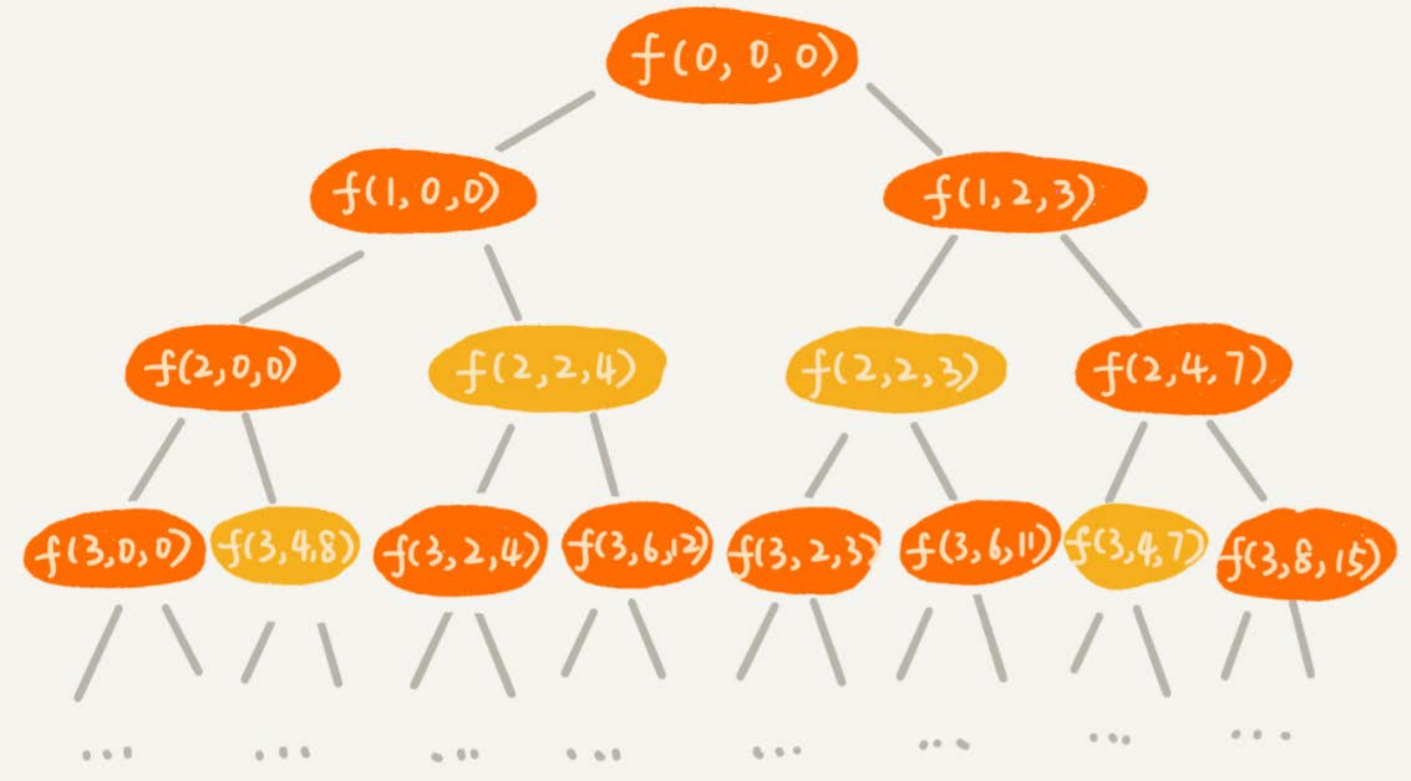 f(0,0,0)
f(1,0,0) f(1,2,3)
f(2,0,0) f(2,2,4) f(2,2,3) f(2,4,7)
f(3,0,0) f(3,4,8) f(3,2,4) f(3,6,12) f(3,2,3) f(3,6,11) f(3,4,7) f(3,8,15)
... ... ... ... ... ... ... ...